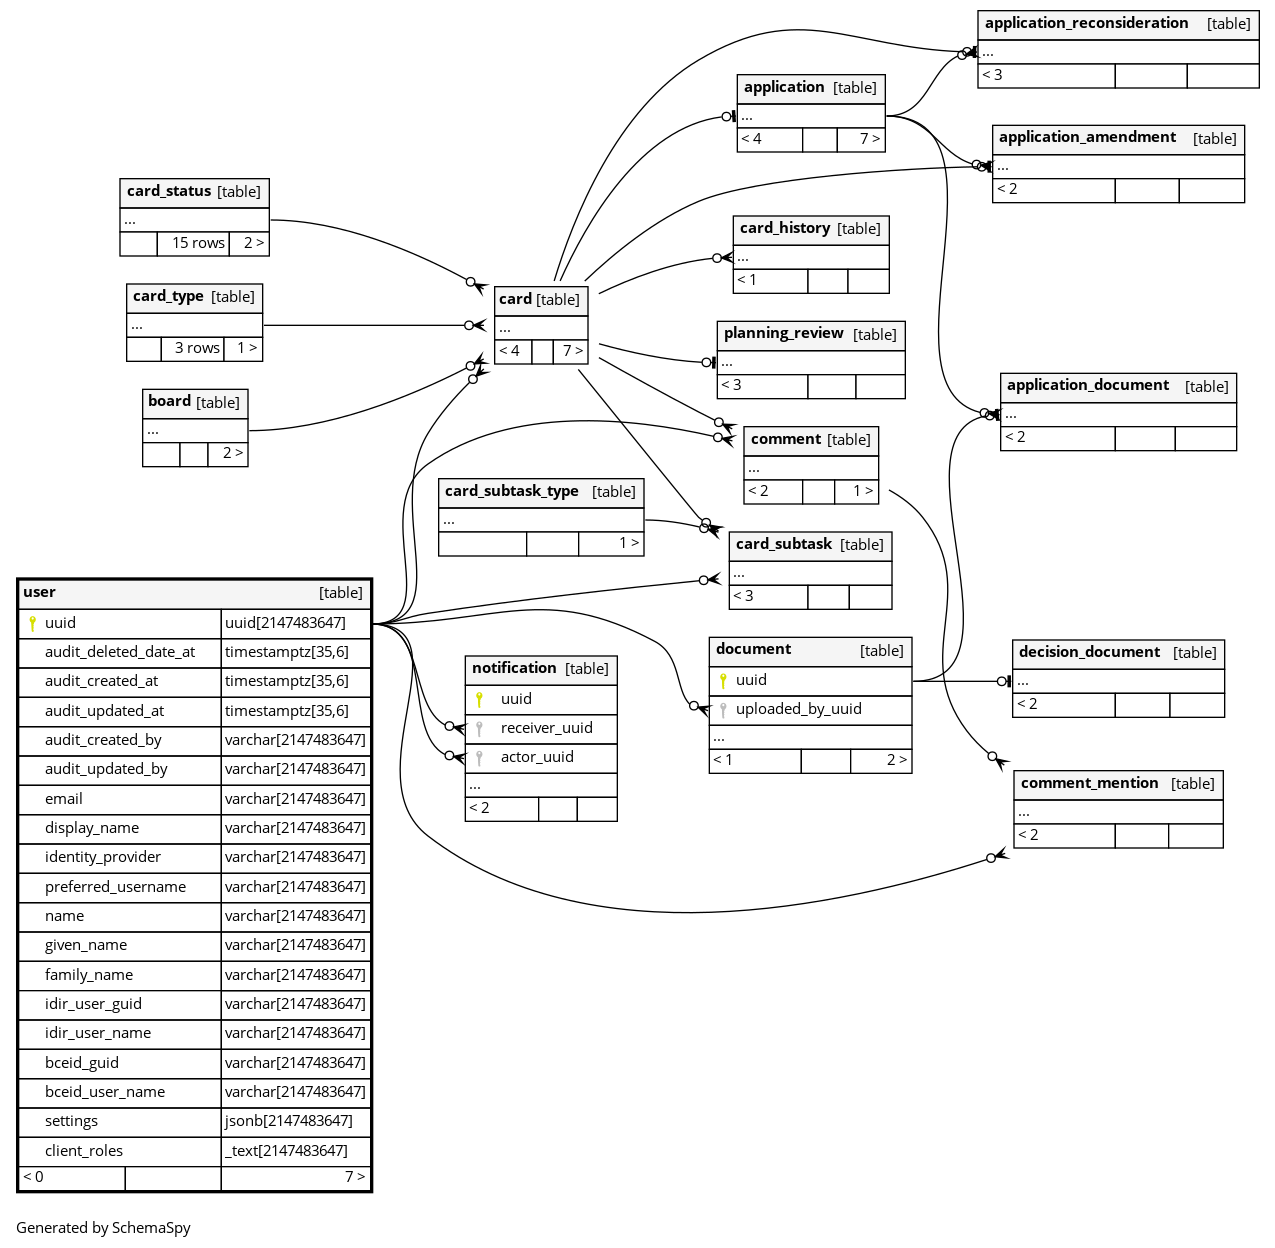 application_reconsideration [table]
...
< 3
application [table]
...
< 4 7 >
application_amendment [table]
...
< 2
card_status [table]
...
15 rows 2 >
card_history [table]
...
< 1
card_type [table]
...
3 rows 1 >
card [table]
...
< 4 7 >
planning_review [table]
...
< 3
board [table]
...
2 >
application_document [table]
...
< 2
comment [table]
...
< 2 1 >
card_subtask_type [table]
...
1 >
card_subtask [table]
...
< 3
user [table]
uuid uuid[2147483647]
audit_deleted_date_at timestamptz[35,6]
audit_created_at timestamptz[35,6]
audit_updated_at timestamptz[35,6]
audit_created_by varchar[2147483647]
audit_updated_by varchar[2147483647]
email varchar[2147483647]
display_name varchar[2147483647]
identity_provider varchar[2147483647]
preferred_username varchar[2147483647]
name varchar[2147483647]
given_name varchar[2147483647]
family_name varchar[2147483647]
idir_user_guid varchar[2147483647]
idir_user_name varchar[2147483647]
bceid_guid varchar[2147483647]
bceid_user_name varchar[2147483647]
settings jsonb[2147483647]
client_roles _text[2147483647]
< 0 7 >
notification [table]
uuid
receiver_uuid
actor_uuid
...
< 2
document [table]
uuid
uploaded_by_uuid
...
< 1 2 >
decision_document [table]
...
< 2
comment_mention [table]
...
< 2
Generated by SchemaSpy